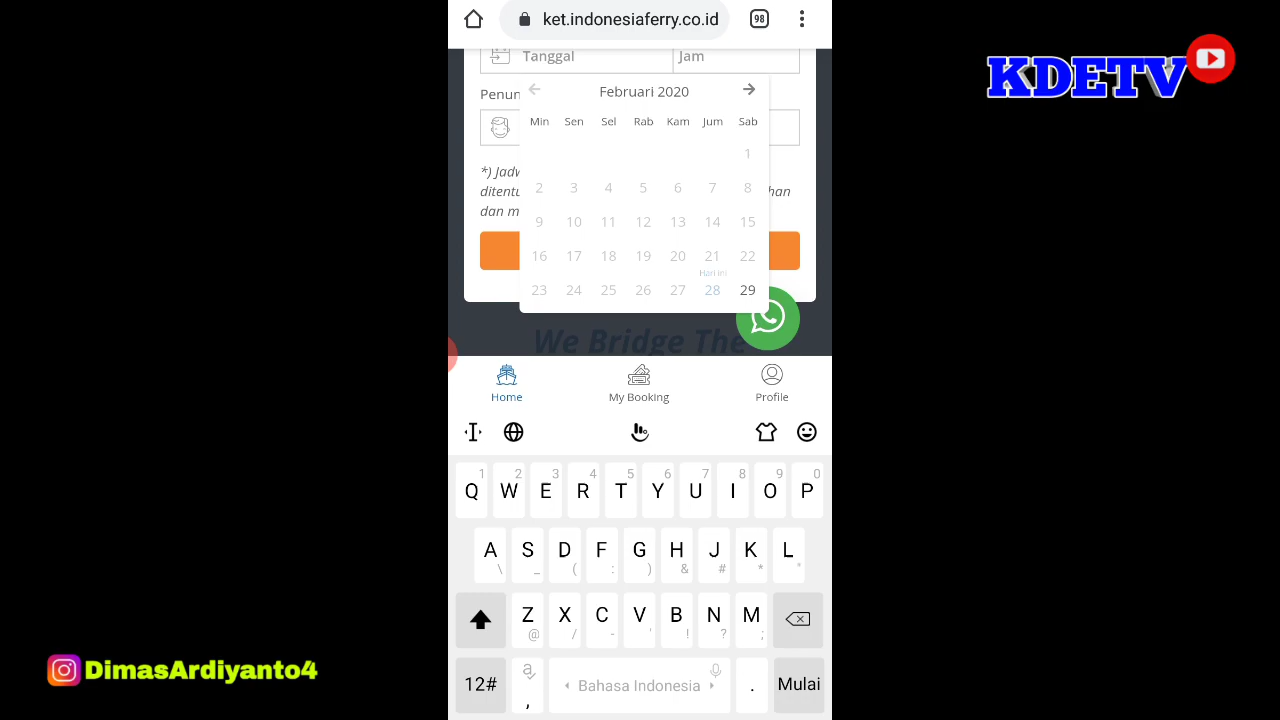 ket.indonesiaferry.co.id
98
KDETV
Tanggal
Jam
Penun
Februari 2020
Min Sen Sel Rab Kam Jum Sab
1
*) Jadw
2 3 4 5 6 7 8
ditentu
han
dan m
9 10 11 12 13 14 15
16 17 18 19 20 21 22
Hari ini
23 24 25 26 27 28 29
We Bridge The
Home
My Booking
Profile
1 2 3 4 5 6 7 8 9 0
Q W E R T Y U I O P
A S D F G H J K L
\ _ ( : ) & # * "
Z X C V B N M
@ / - ' ! ? ;
DimasArdiyanto4
12#
a
,
Bahasa Indonesia
.
Mulai